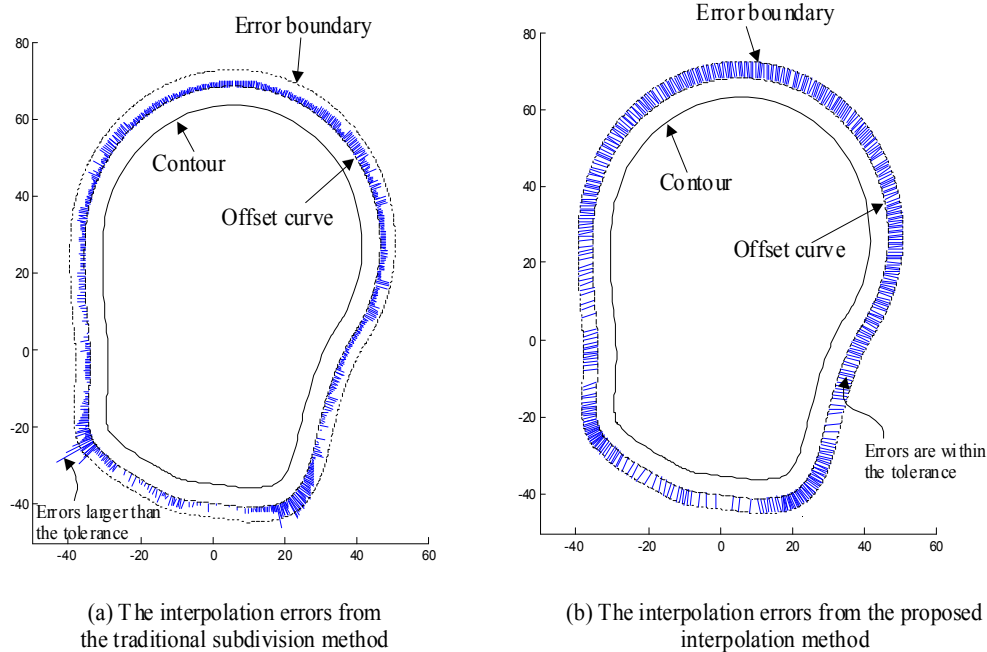 Error boundary
80
60
40
20
0
-20
-40
-40 -20 0 20 40 60
Contour
Offset curve
Errors larger than
the tolerance
(a) The interpolation errors from
the traditional subdivision method
Error boundary
80
60
40
20
0
-20
-40
-40 -20 0 20 40 60
Contour
Offset curve
Errors are within
the tolerance
(b) The interpolation errors from the proposed
interpolation method